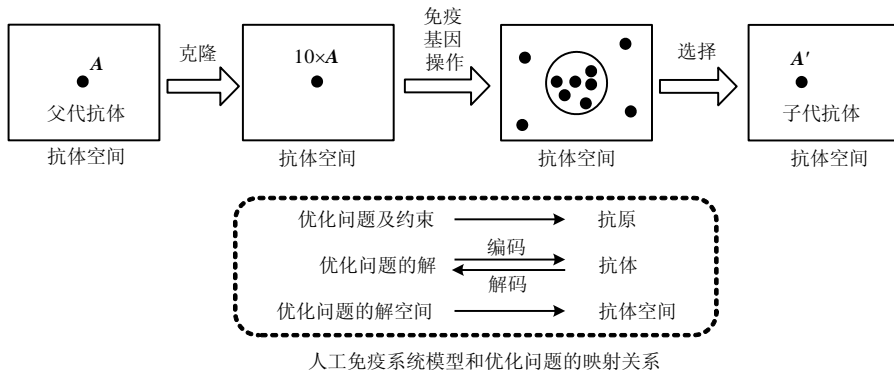 A
父代抗体
抗体空间
克隆
10×A
抗体空间
免疫
基因
操作
抗体空间
选择
A′
子代抗体
抗体空间
优化问题及约束 抗原
优化问题的解 编码 解码 抗体
优化问题的解空间 抗体空间
人工免疫系统模型和优化问题的映射关系